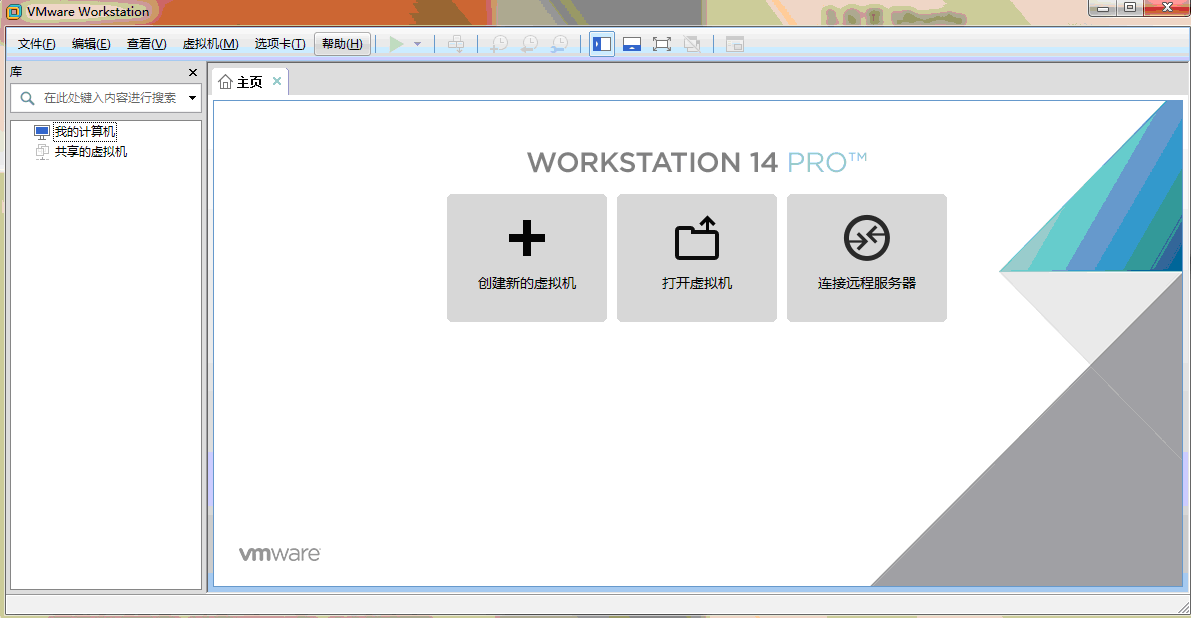 VMware Workstation
文件(F) 编辑(E) 查看(V) 虚拟机(M) 选项卡(T) 帮助(H)
库
在此处键入内容进行搜索
我的计算机
共享的虚拟机
主页
WORKSTATION 14 PRO™
创建新的虚拟机
打开虚拟机
连接远程服务器
vmware